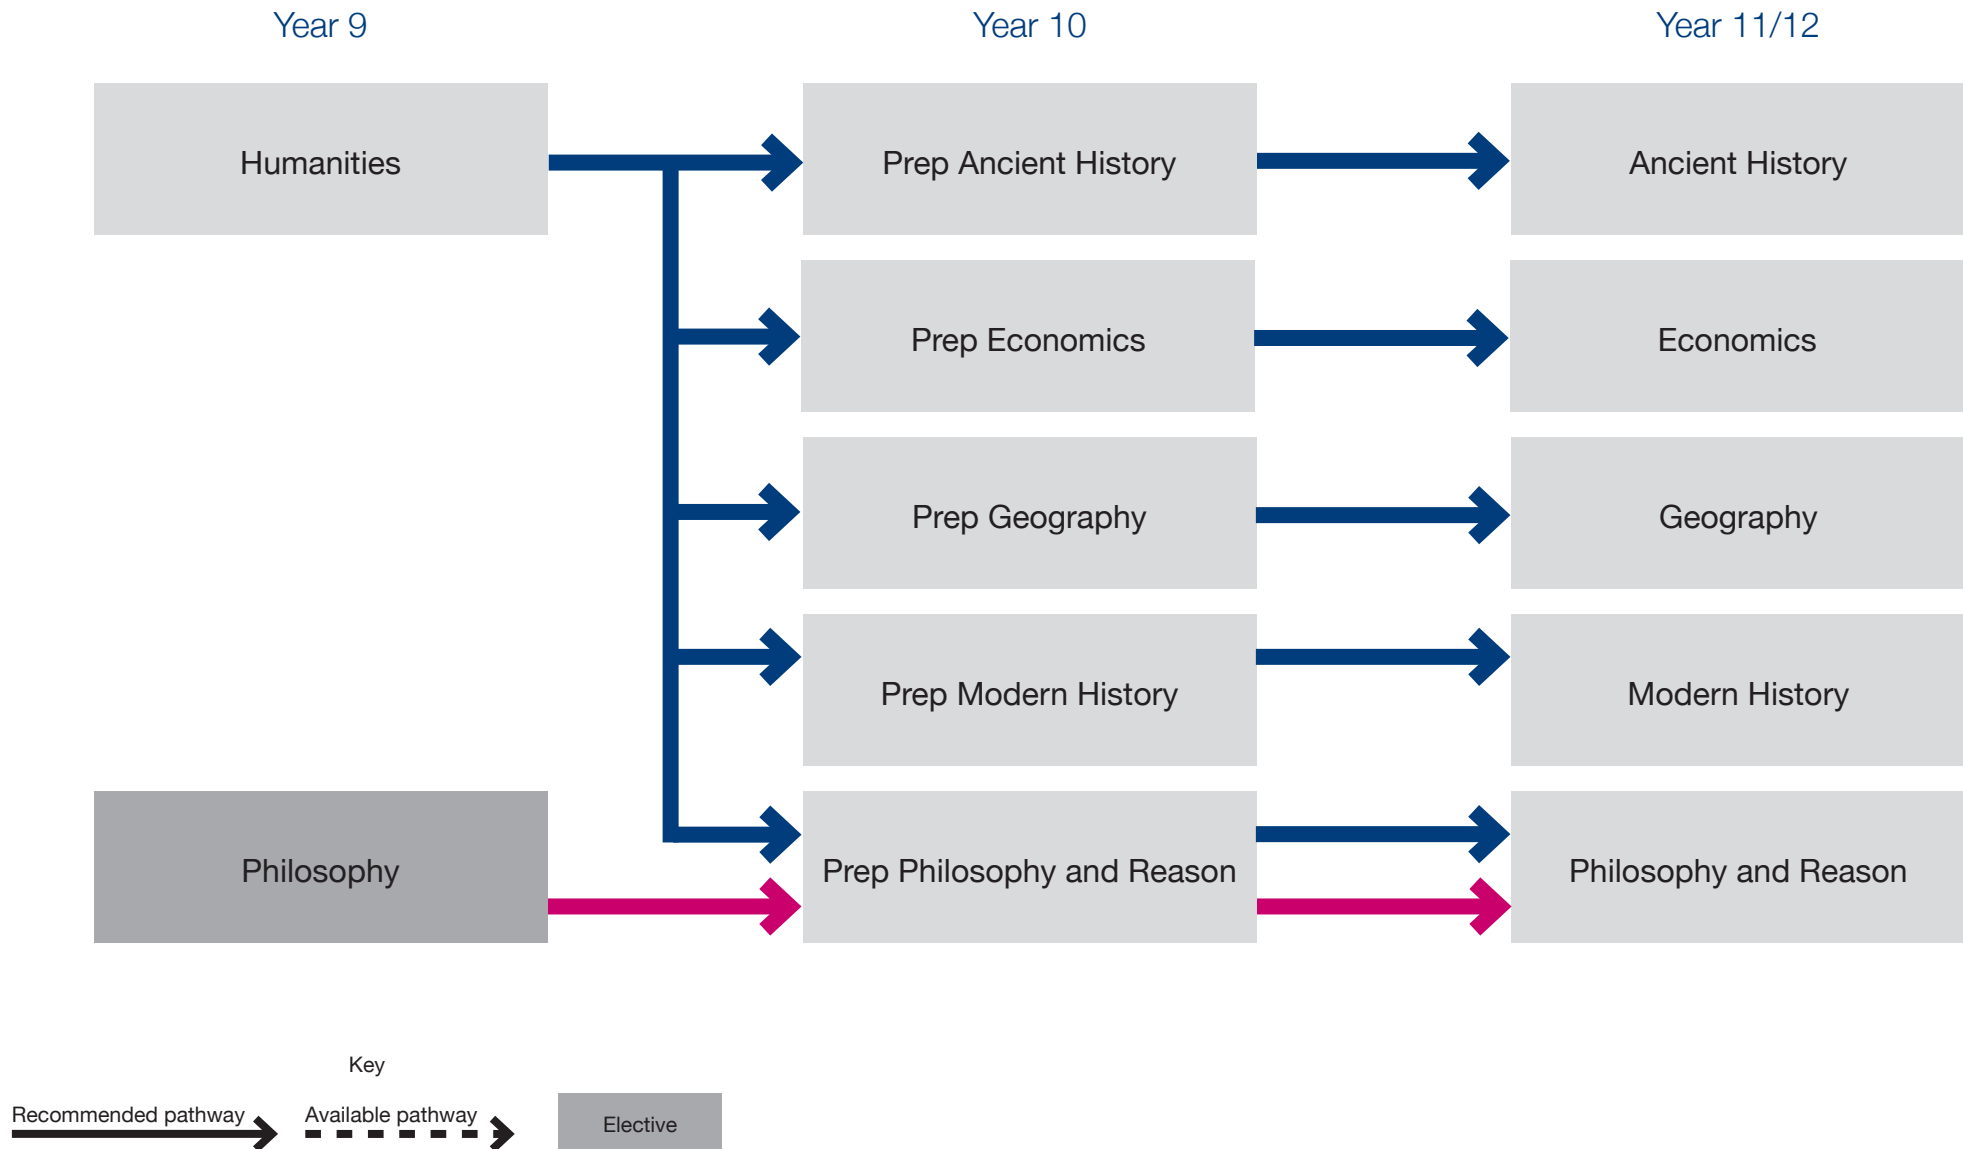 Year 9
Year 10
Year 11/12
Humanities
Prep Ancient History
Ancient History
Prep Economics
Economics
Prep Geography
Geography
Prep Modern History
Modern History
Philosophy
Prep Philosophy and Reason
Philosophy and Reason
Key
Recommended pathway
Available pathway
Elective